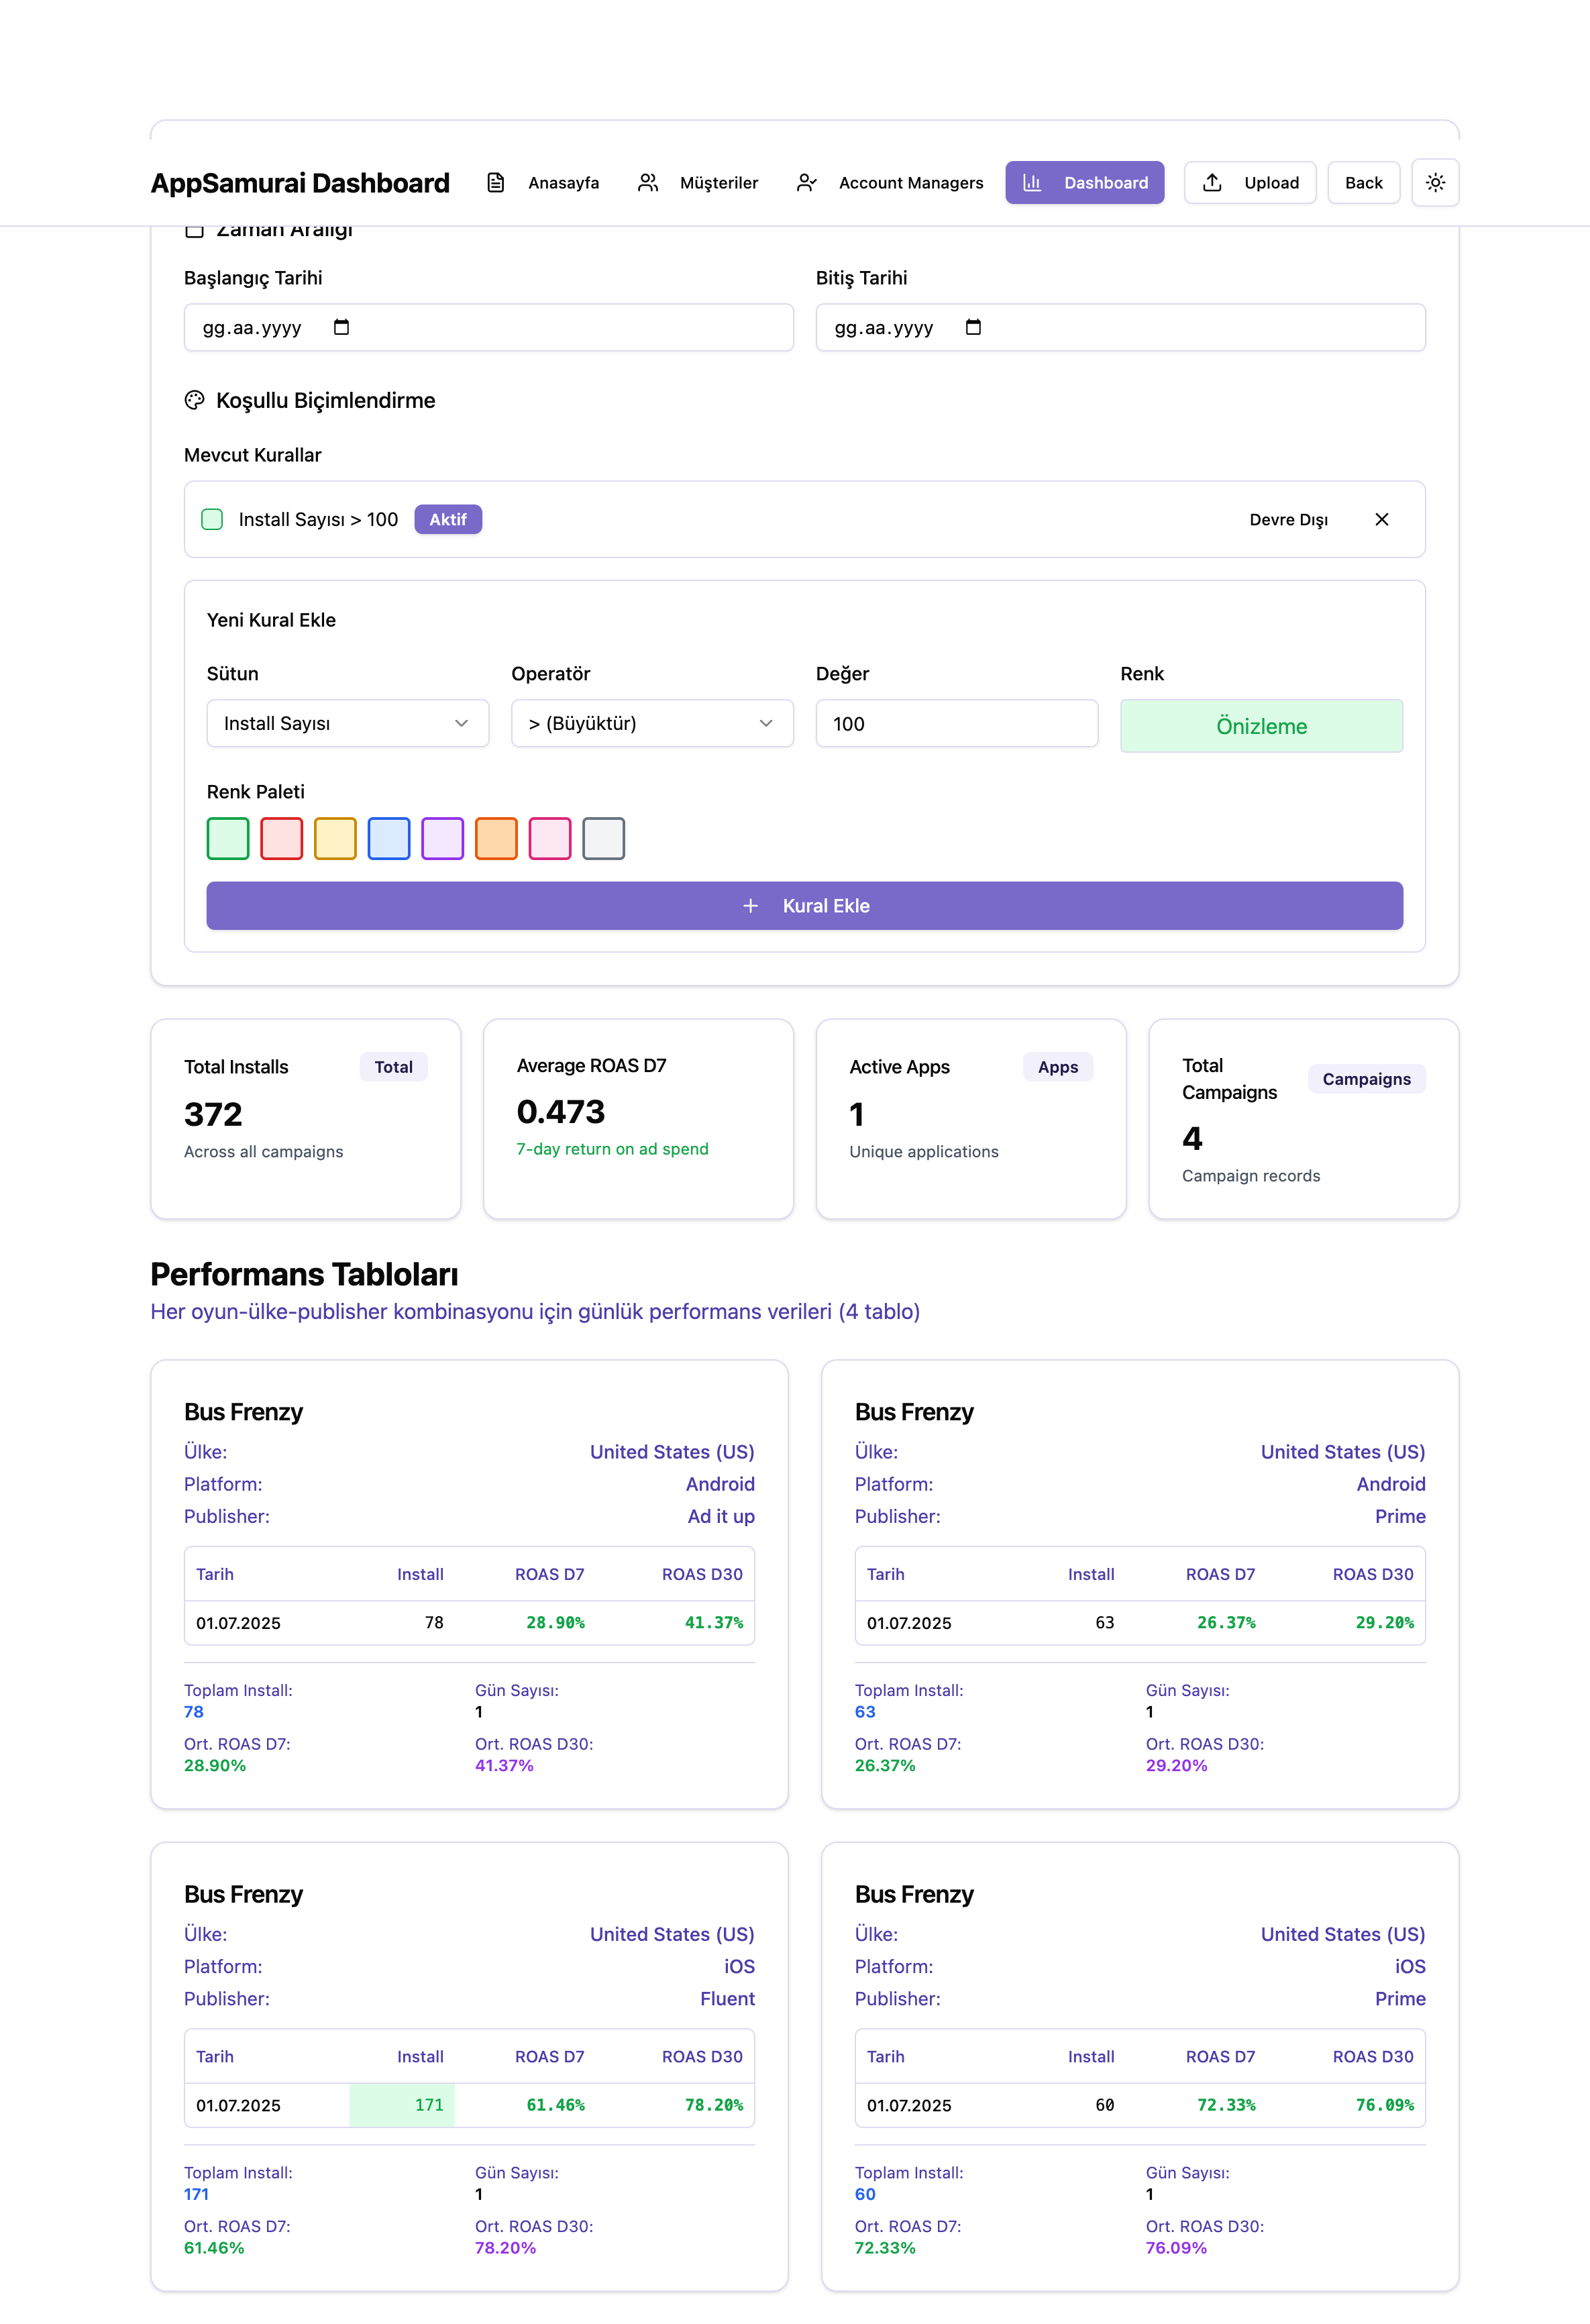 AppSamurai Dashboard
Anasayfa
Müşteriler
Account Managers
Dashboard
Upload
Back
Zaman Aralığı
Başlangıç Tarihi
Bitiş Tarihi
gg.aa.yyyy
gg.aa.yyyy
Koşullu Biçimlendirme
Mevcut Kurallar
Install Sayısı > 100
Aktif
Devre Dışı
Yeni Kural Ekle
Sütun
Operatör
Değer
Renk
Install Sayısı
> (Büyüktür)
100
Önizleme
Renk Paleti
Kural Ekle
Total Installs
Total
372
Across all campaigns
Average ROAS D7
0.473
7-day return on ad spend
Active Apps
Apps
1
Unique applications
Total
Campaigns
Campaigns
4
Campaign records
Performans Tabloları
Her oyun-ülke-publisher kombinasyonu için günlük performans verileri (4 tablo)
Bus Frenzy
Ülke: United States (US)
Platform: Android
Publisher: Ad it up
Tarih Install ROAS D7 ROAS D30
01.07.2025 78 28.90% 41.37%
Toplam Install: Gün Sayısı:
78 1
Ort. ROAS D7: Ort. ROAS D30:
28.90% 41.37%
Bus Frenzy
Ülke: United States (US)
Platform: Android
Publisher: Prime
Tarih Install ROAS D7 ROAS D30
01.07.2025 63 26.37% 29.20%
Toplam Install: Gün Sayısı:
63 1
Ort. ROAS D7: Ort. ROAS D30:
26.37% 29.20%
Bus Frenzy
Ülke: United States (US)
Platform: iOS
Publisher: Fluent
Tarih Install ROAS D7 ROAS D30
01.07.2025 171 61.46% 78.20%
Toplam Install: Gün Sayısı:
171 1
Ort. ROAS D7: Ort. ROAS D30:
61.46% 78.20%
Bus Frenzy
Ülke: United States (US)
Platform: iOS
Publisher: Prime
Tarih Install ROAS D7 ROAS D30
01.07.2025 60 72.33% 76.09%
Toplam Install: Gün Sayısı:
60 1
Ort. ROAS D7: Ort. ROAS D30:
72.33% 76.09%